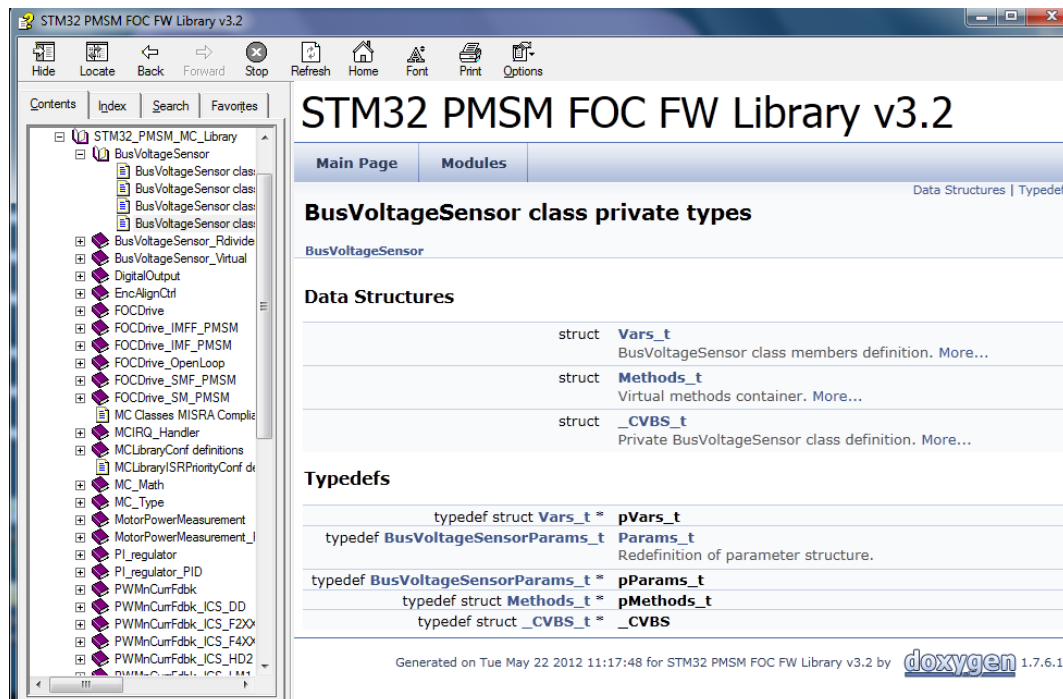 STM32 PMSM FOC FW Library v3.2
Hide Locate Back Forward Stop Refresh Home Font Print Options
Contents Index Search Favorites
STM32_PMSM_MC_Library
BusVoltageSensor
BusVoltageSensor clas
BusVoltageSensor clas
BusVoltageSensor clas
BusVoltageSensor clas
BusVoltageSensor_Rdivide
BusVoltageSensor_Virtual
DigitalOutput
EncAlignCtrl
FOCDrive
FOCDrive_IMFF_PMSM
FOCDrive_IMF_PMSM
FOCDrive_OpenLoop
FOCDrive_SMF_PMSM
FOCDrive_SM_PMSM
MC Classes MISRA Complia
MCIRQ_Handler
MCLibraryConf definitions
MCLibraryISRPriorityConf de
MC_Math
MC_Type
MotorPowerMeasurement
MotorPowerMeasurement_
PI_regulator
PI_regulator_PID
PWMnCurrFdbk
PWMnCurrFdbk_ICS_DD
PWMnCurrFdbk_ICS_F2XX
PWMnCurrFdbk_ICS_F4XX
PWMnCurrFdbk_ICS_HD2
STM32 PMSM FOC FW Library v3.2
Main Page Modules
Data Structures | Typedef
BusVoltageSensor class private types
BusVoltageSensor
Data Structures
struct Vars_t
BusVoltageSensor class members definition. More...
struct Methods_t
Virtual methods container. More...
struct _CVBS_t
Private BusVoltageSensor class definition. More...
Typedefs
typedef struct Vars_t * pVars_t
typedef BusVoltageSensorParams_t Params_t
Redefinition of parameter structure.
typedef BusVoltageSensorParams_t * pParams_t
typedef struct Methods_t * pMethods_t
typedef struct _CVBS_t * _CVBS
Generated on Tue May 22 2012 11:17:48 for STM32 PMSM FOC FW Library v3.2 by doxygen 1.7.6.1